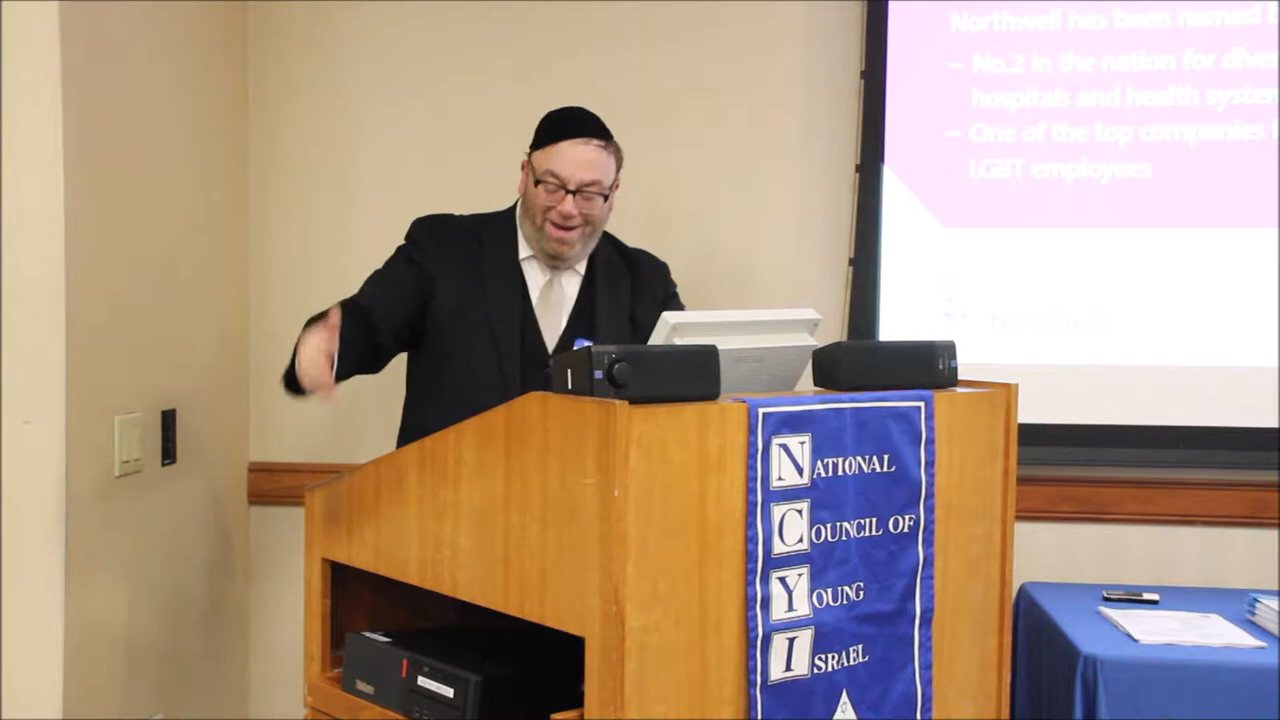 Northwell has been named
– No.2 in the nation for
hospitals and health
– One of the top companies
LGBT employees
NATIONAL
COUNCIL OF
YOUNG
ISRAEL